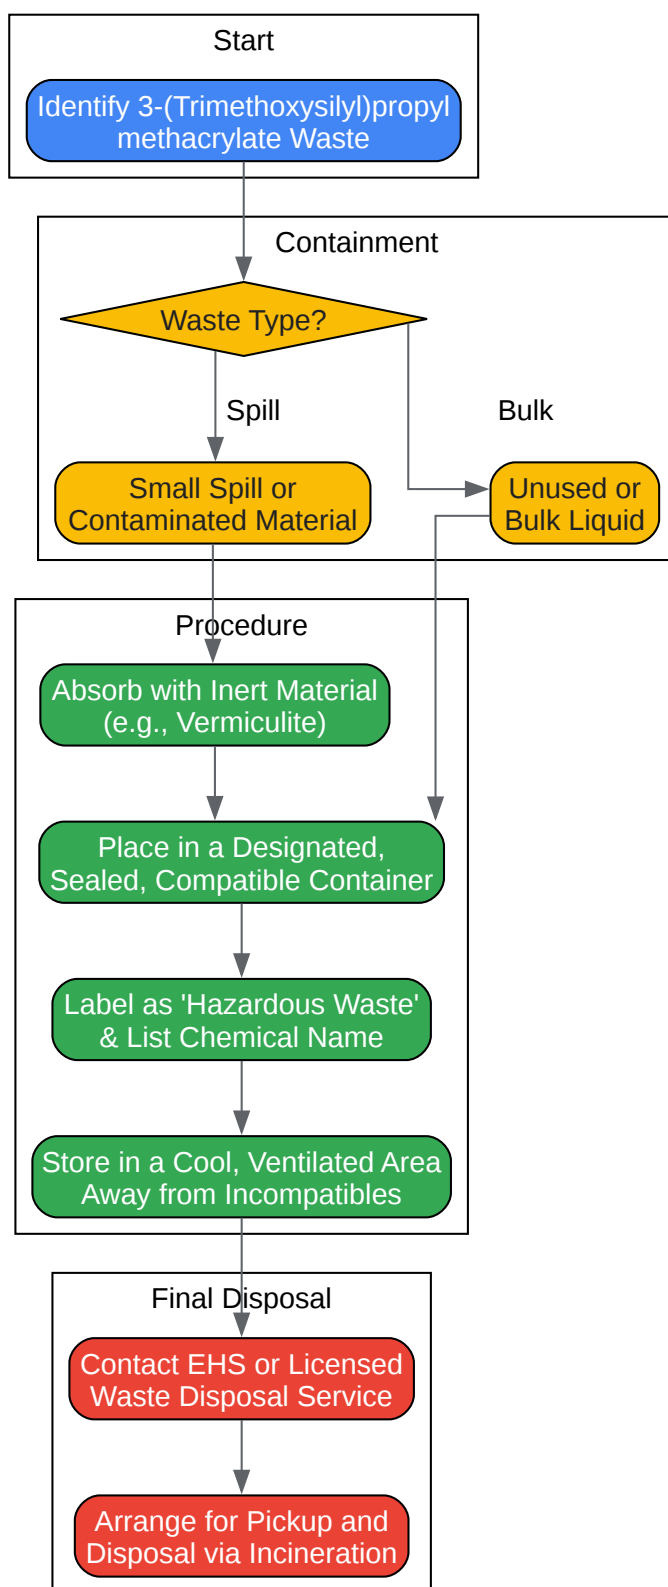 Start
Identify 3-(Trimethoxysilyl)propyl
methacrylate Waste
Containment
Waste Type?
Spill
Bulk
Small Spill or
Contaminated Material
Unused or
Bulk Liquid
Procedure
Absorb with Inert Material
(e.g., Vermiculite)
Place in a Designated,
Sealed, Compatible Container
Label as 'Hazardous Waste'
& List Chemical Name
Store in a Cool, Ventilated Area
Away from Incompatibles
Final Disposal
Contact EHS or Licensed
Waste Disposal Service
Arrange for Pickup and
Disposal via Incineration